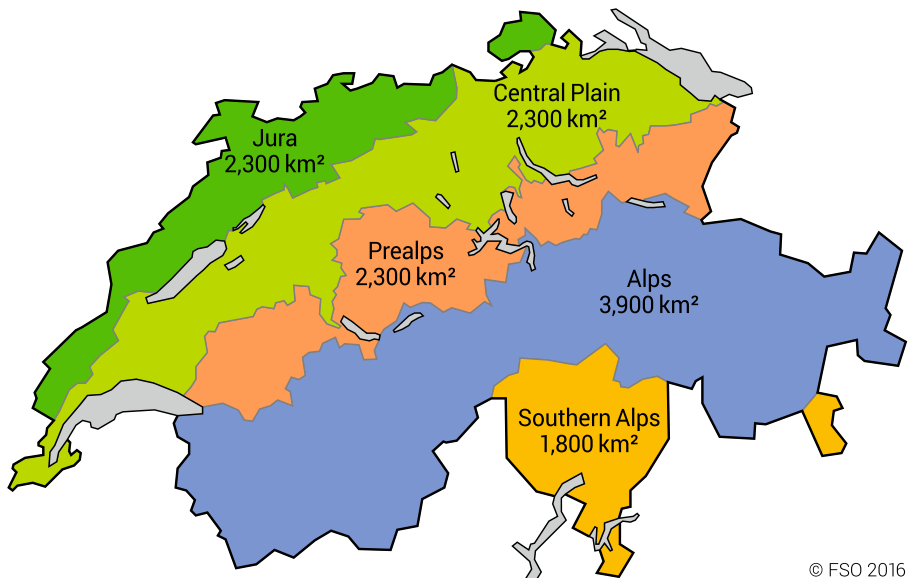 Central Plain
2,300 km²
Jura
2,300 km²
Prealps
2,300 km²
Alps
3,900 km²
Southern Alps
1,800 km²
© FSO 2016